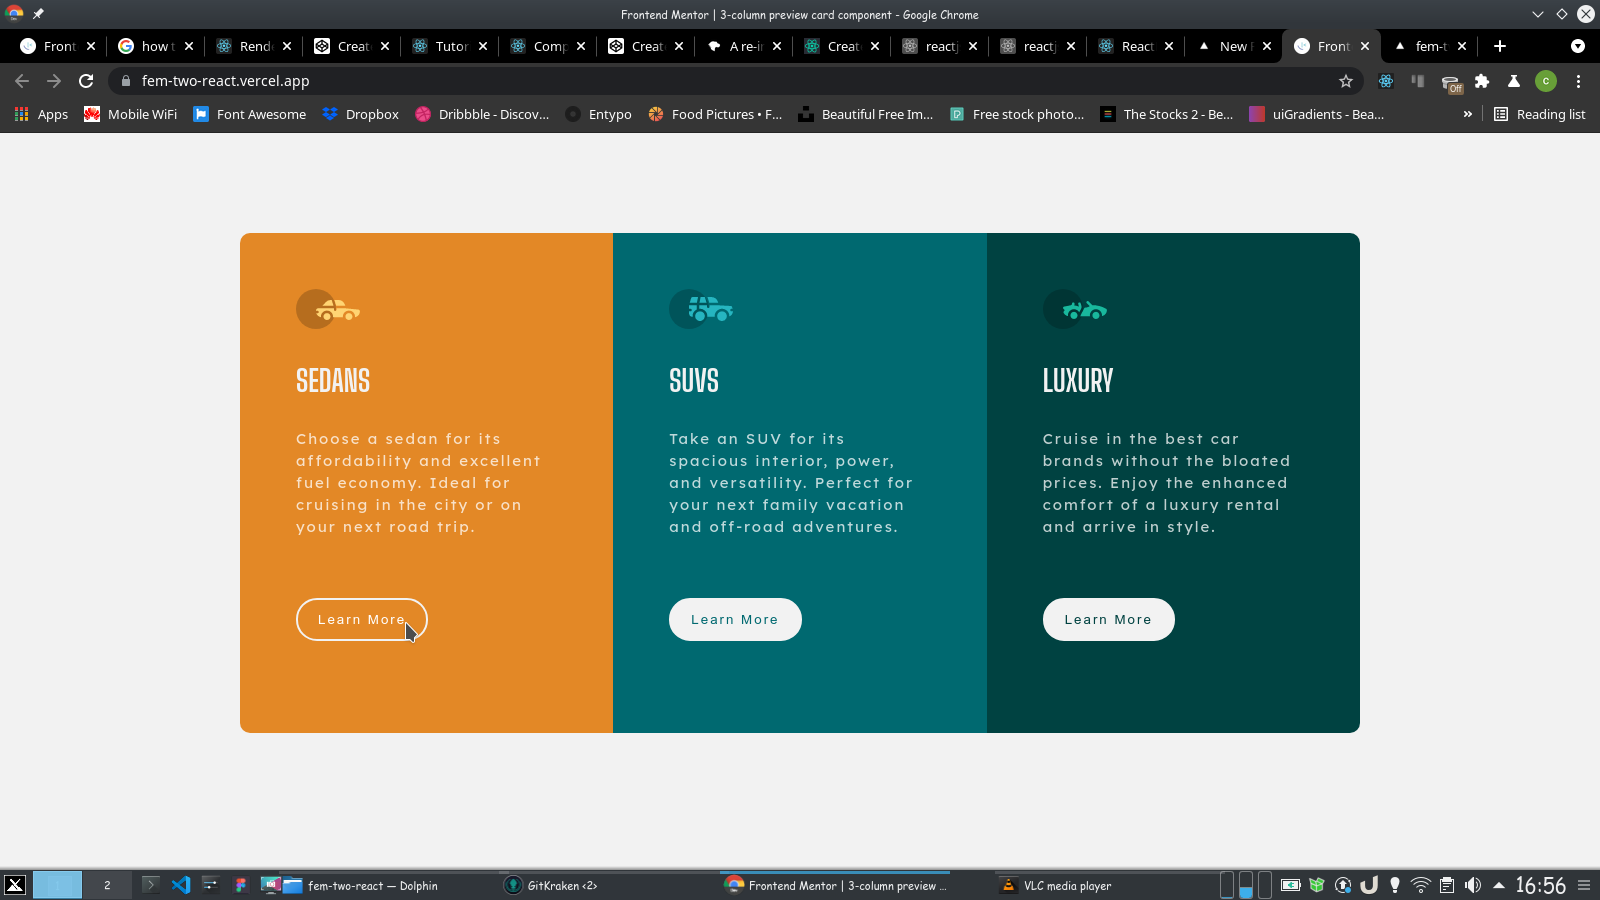 Frontend Mentor | 3-column preview card component - Google Chrome
Front
how t
Rende
Create
Tutor
Comp
Create
A re-i
Create
reactj
reactj
React
New
Front
fem-t
fem-two-react.vercel.app
Off
C
Apps
Mobile WiFi
Font Awesome
Dropbox
Dribbble - Discov...
Entypo
Food Pictures • F...
Beautiful Free Im...
Free stock photo...
The Stocks 2 - Be...
uiGradients - Bea...
»
Reading list
SEDANS
Choose a sedan for its
affordability and excellent
fuel economy. Ideal for
cruising in the city or on
your next road trip.
Learn More
SUVS
Take an SUV for its
spacious interior, power,
and versatility. Perfect for
your next family vacation
and off-road adventures.
Learn More
LUXURY
Cruise in the best car
brands without the bloated
prices. Enjoy the enhanced
comfort of a luxury rental
and arrive in style.
Learn More
2
fem-two-react — Dolphin
GitKraken <2>
Frontend Mentor | 3-column preview ...
VLC media player
16:56